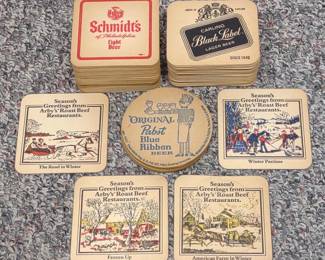 Schmidt's
of Philadelphia
Light
Beer
CARLING
Black Label
LAGER BEER
ORIGINAL
Pabst
Blue
Ribbon
BEER
Season's
Greetings from
Arby's Roast Beef
Restaurants.
The Road in Winter
Season's
Greetings from
Arby's Roast Beef
Restaurants.
Winter Pastime
Season's
Greetings from
Arby's Roast Beef
Restaurants.
Frozen Up
Season's
Greetings from
Arby's Roast Beef
Restaurants.
American Farm in Winter